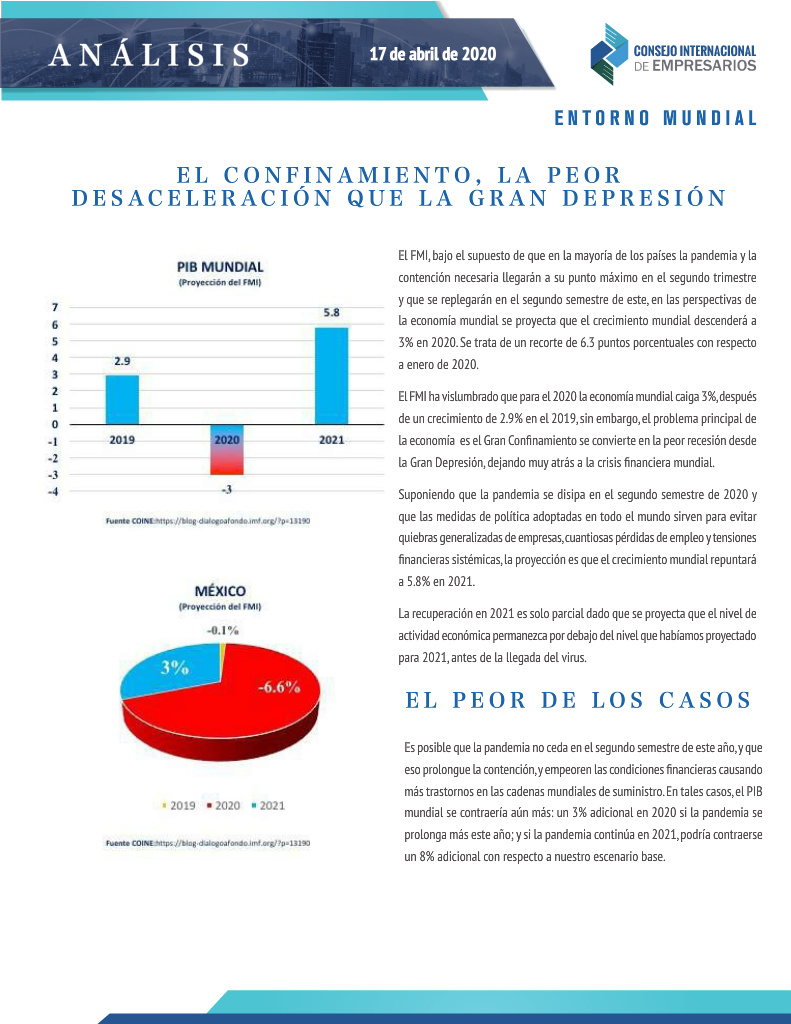 ANÁLISIS
17 de abril de 2020
CONSEJO INTERNACIONAL
DE EMPRESARIOS
ENTORNO MUNDIAL
EL CONFINAMIENTO, LA PEOR
DESACELERACIÓN QUE LA GRAN DEPRESIÓN
PIB MUNDIAL
(Proyección del FMI)
7
6
5
4
3
2
1
0
-1
-2
-3
-4
2.9
5.8
-3
2019
2020
2021
Fuente COINE:https://blog-dialogoafondo.imf.org/?p=13190
MÉXICO
(Proyección del FMI)
-0.1%
3%
-6.6%
2019
2020
2021
Fuente COINE:https://blog-dialogoafondo.imf.org/?p=13190
El FMI, bajo el supuesto de que en la mayoría de los países la pandemia y la
contención necesaria llegarán a su punto máximo en el segundo trimestre
y que se replegarán en el segundo semestre de este, en las perspectivas de
la economía mundial se proyecta que el crecimiento mundial descenderá a
3% en 2020. Se trata de un recorte de 6.3 puntos porcentuales con respecto
a enero de 2020.
El FMI ha vislumbrado que para el 2020 la economía mundial caiga 3%, después
de un crecimiento de 2.9% en el 2019, sin embargo, el problema principal de
la economía es el Gran Confinamiento se convierte en la peor recesión desde
la Gran Depresión, dejando muy atrás a la crisis financiera mundial.
Suponiendo que la pandemia se disipa en el segundo semestre de 2020 y
que las medidas de política adoptadas en todo el mundo sirven para evitar
quiebras generalizadas de empresas, cuantiosas pérdidas de empleo y tensiones
financieras sistémicas, la proyección es que el crecimiento mundial repuntará
a 5.8% en 2021.
La recuperación en 2021 es solo parcial dado que se proyecta que el nivel de
actividad económica permanezca por debajo del nivel que habíamos proyectado
para 2021, antes de la llegada del virus.
EL PEOR DE LOS CASOS
Es posible que la pandemia no ceda en el segundo semestre de este año, y que
eso prolongue la contención, y empeoren las condiciones financieras causando
más trastornos en las cadenas mundiales de suministro. En tales casos, el PIB
mundial se contraería aún más: un 3% adicional en 2020 si la pandemia se
prolonga más este año; y si la pandemia continúa en 2021, podría contraerse
un 8% adicional con respecto a nuestro escenario base.